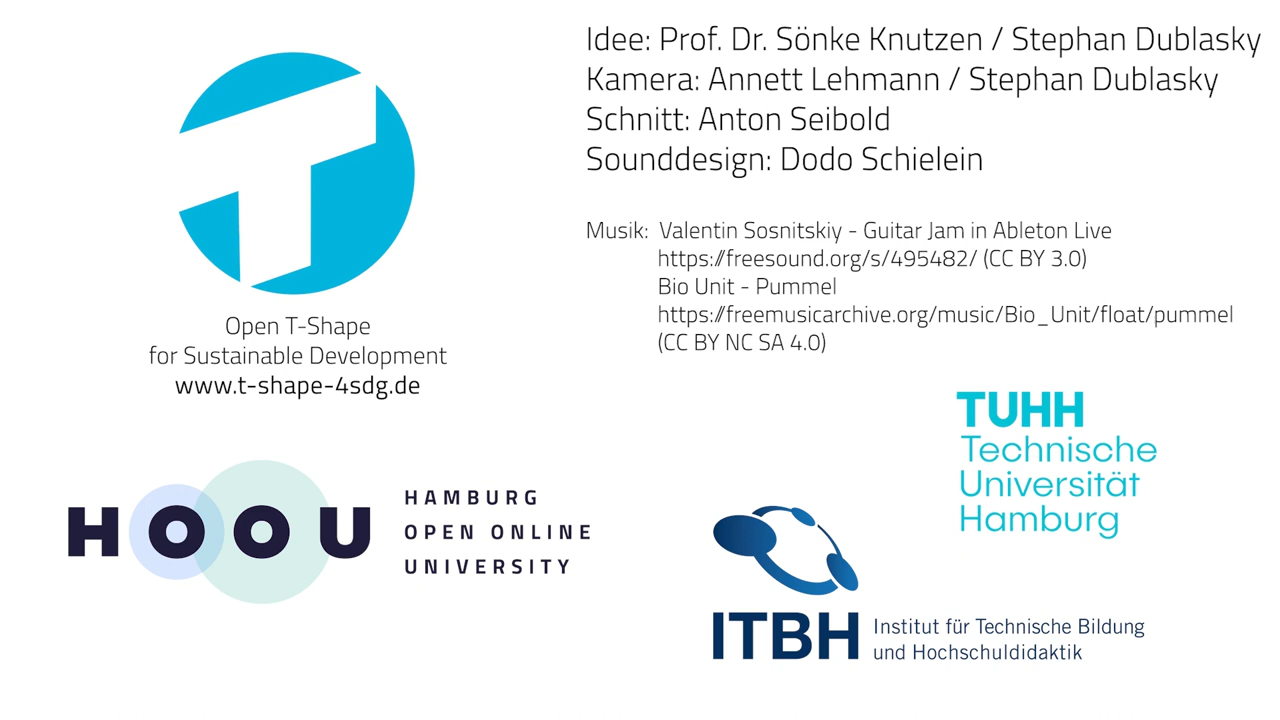 Idee: Prof. Dr. Sönke Knutzen / Stephan Dublasky
Kamera: Annett Lehmann / Stephan Dublasky
Schnitt: Anton Seibold
Sounddesign: Dodo Schielein
Musik: Valentin Sosnitskiy - Guitar Jam in Ableton Live
https://freesound.org/s/495482/ (CC BY 3.0)
Bio Unit - Pummel
https://freemusicarchive.org/music/Bio_Unit/float/pummel
(CC BY NC SA 4.0)
T
Open T-Shape
for Sustainable Development
www.t-shape-4sdg.de
HOOU
HAMBURG
OPEN ONLINE
UNIVERSITY
TUHH
Technische
Universität
Hamburg
ITBH
Institut für Technische Bildung
und Hochschuldidaktik